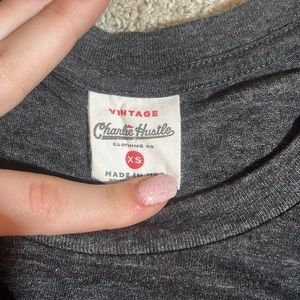 VINTAGE
Charlie Hustle
CLOTHING CO
XS
MADE IN